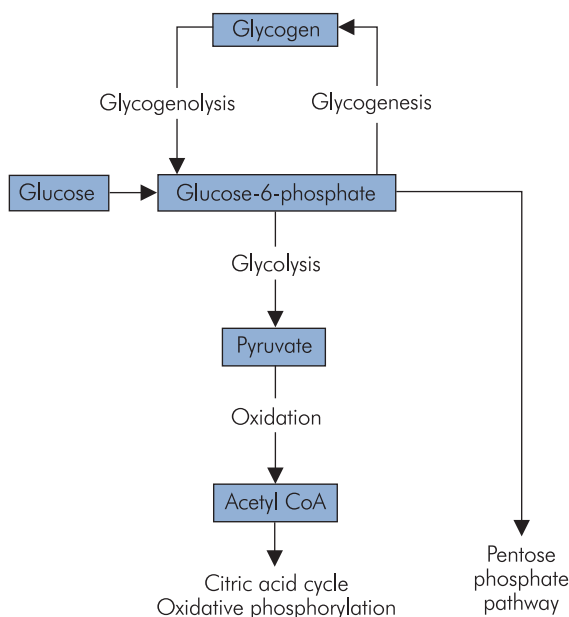 Glycogen
Glycogenolysis
Glycogenesis
Glucose
Glucose-6-phosphate
Glycolysis
Pyruvate
Oxidation
Acetyl CoA
Citric acid cycle
Oxidative phosphorylation
Pentose
phosphate
pathway